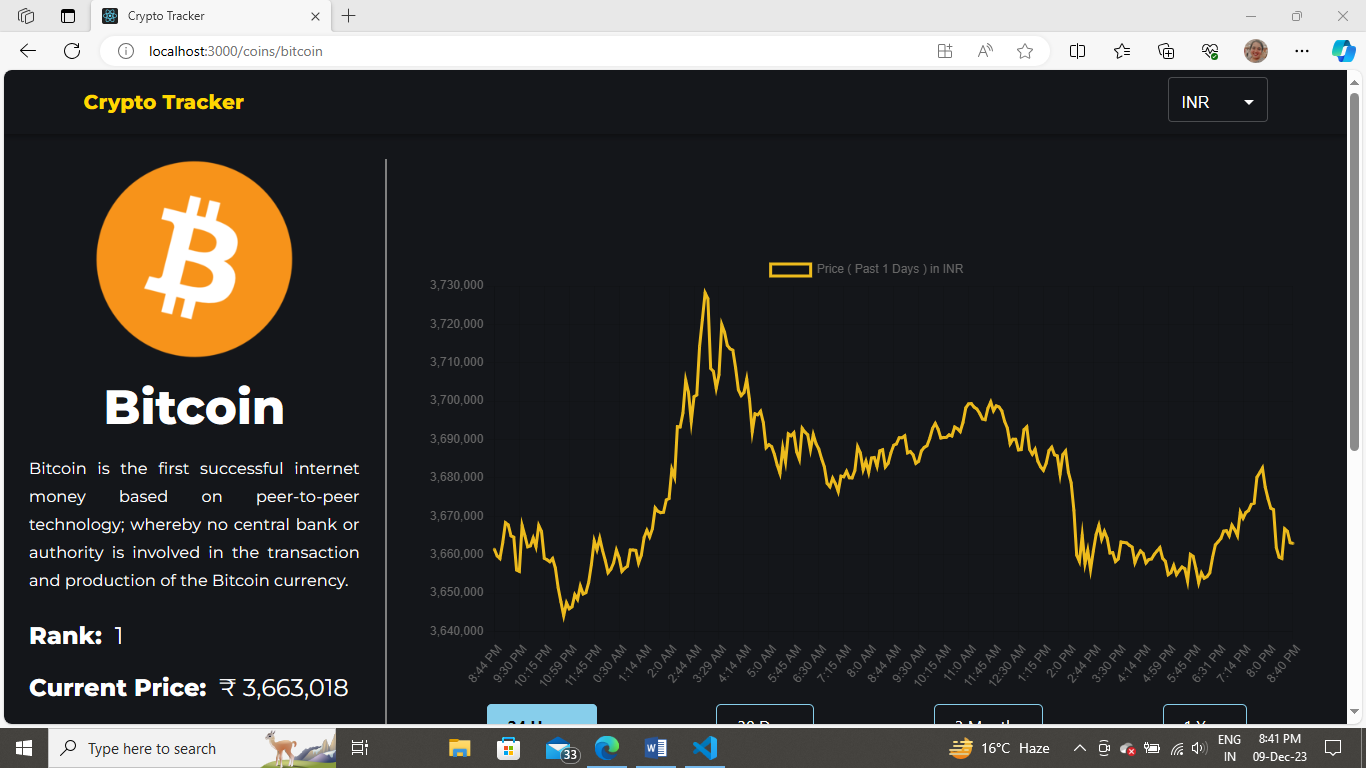 Crypto Tracker
localhost:3000/coins/bitcoin
Crypto Tracker
INR
Bitcoin
Bitcoin is the first successful internet
money based on peer-to-peer
technology; whereby no central bank or
authority is involved in the transaction
and production of the Bitcoin currency.
Rank: 1
Current Price: ₹ 3,663,018
Price ( Past 1 Days ) in INR
3,730,000
3,720,000
3,710,000
3,700,000
3,690,000
3,680,000
3,670,000
3,660,000
3,650,000
3,640,000
8:44 PM
9:30 PM
10:15 PM
10:59 PM
11:45 PM
0:30 AM
1:14 AM
2:0 AM
2:44 AM
3:29 AM
4:14 AM
5:0 AM
5:45 AM
6:30 AM
7:15 AM
8:0 AM
8:44 AM
9:30 AM
10:15 AM
11:0 AM
11:45 AM
12:30 AM
1:15 PM
2:0 PM
2:44 PM
3:30 PM
4:14 PM
4:59 PM
5:45 PM
6:31 PM
7:14 PM
8:0 PM
8:40 PM
Type here to search
33
16°C Haze
ENG
IN
8:41 PM
09-Dec-23